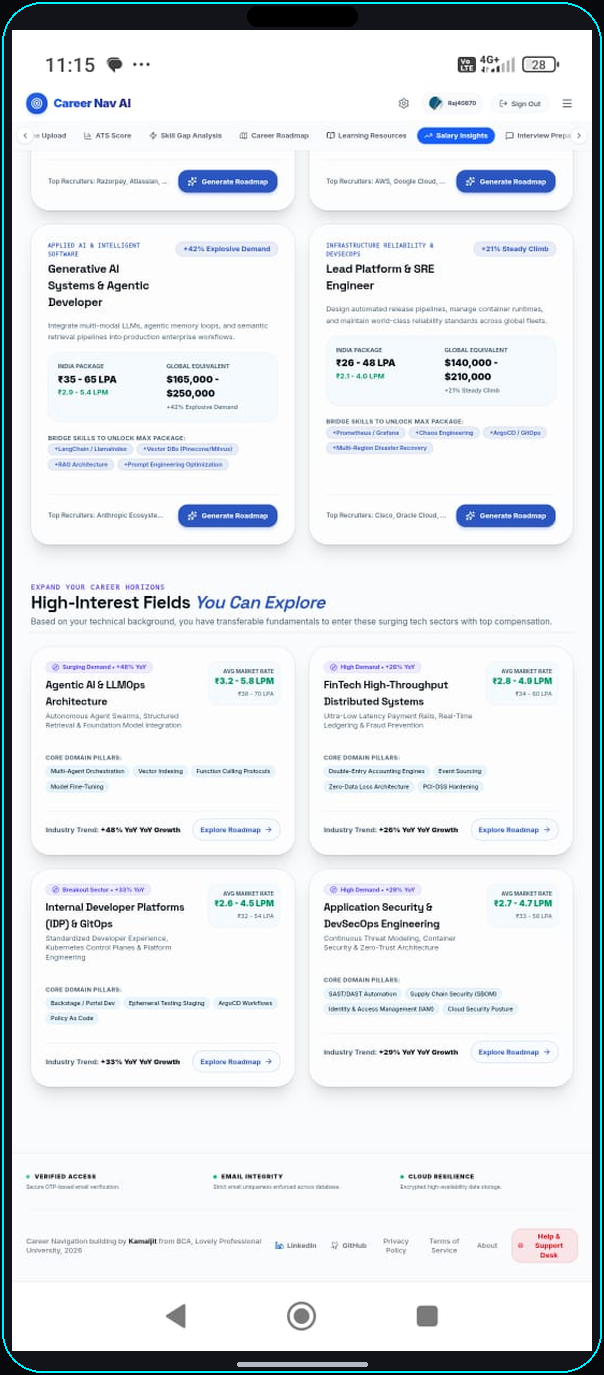 11:15
Vo LTE 4G+ 28
Career Nav AI
Raj40870
Sign Out
Upload
ATS Score
Skill Gap Analysis
Career Roadmap
Learning Resources
Salary Insights
Interview Prep
Top Recruiters: Razorpay, Atlassian, ...
Generate Roadmap
Top Recruiters: AWS, Google Cloud, ...
Generate Roadmap
APPLIED AI & INTELLIGENT
SOFTWARE
+42% Explosive Demand
Generative AI
Systems & Agentic
Developer
Integrate multi-modal LLMs, agentic memory loops, and semantic
retrieval pipelines into production enterprise workflows.
INDIA PACKAGE
₹35 - 65 LPA
₹2.9 - 5.4 LPM
GLOBAL EQUIVALENT
$165,000 -
$250,000
+42% Explosive Demand
BRIDGE SKILLS TO UNLOCK MAX PACKAGE:
+LangChain / LlamaIndex
+Vector DBs (Pinecone/Milvus)
+RAG Architecture
+Prompt Engineering Optimization
Top Recruiters: Anthropic Ecosyste...
Generate Roadmap
INFRASTRUCTURE RELIABILITY &
DEVSECOPS
+21% Steady Climb
Lead Platform & SRE
Engineer
Design automated release pipelines, manage container runtimes,
and maintain world-class reliability standards across global fleets.
INDIA PACKAGE
₹26 - 48 LPA
₹2.1 - 4.0 LPM
GLOBAL EQUIVALENT
$140,000 -
$210,000
+21% Steady Climb
BRIDGE SKILLS TO UNLOCK MAX PACKAGE:
+Prometheus / Grafana
+Chaos Engineering
+ArgoCD / GitOps
+Multi-Region Disaster Recovery
Top Recruiters: Cisco, Oracle Cloud, ...
Generate Roadmap
EXPAND YOUR CAREER HORIZONS
High-Interest Fields You Can Explore
Based on your technical background, you have transferable fundamentals to enter these surging tech sectors with top compensation.
Surging Demand • +48% YoY
Agentic AI & LLMOps
Architecture
Autonomous Agent Swarms, Structured
Retrieval & Foundation Model Integration
AVG MARKET RATE
₹3.2 - 5.8 LPM
₹38 - 70 LPA
CORE DOMAIN PILLARS:
Multi-Agent Orchestration
Vector Indexing
Function Calling Protocols
Model Fine-Tuning
Industry Trend: +48% YoY YoY Growth
Explore Roadmap
High Demand • +26% YoY
FinTech High-Throughput
Distributed Systems
Ultra-Low Latency Payment Rails, Real-Time
Ledgering & Fraud Prevention
AVG MARKET RATE
₹2.8 - 4.9 LPM
₹34 - 60 LPA
CORE DOMAIN PILLARS:
Double-Entry Accounting Engines
Event Sourcing
Zero-Data Loss Architecture
PCI-DSS Hardening
Industry Trend: +26% YoY YoY Growth
Explore Roadmap
Breakout Sector • +33% YoY
Internal Developer Platforms
(IDP) & GitOps
Standardized Developer Experience,
Kubernetes Control Planes & Platform
Engineering
AVG MARKET RATE
₹2.6 - 4.5 LPM
₹32 - 54 LPA
CORE DOMAIN PILLARS:
Backstage / Portal Dev
Ephemeral Testing Staging
ArgoCD Workflows
Policy As Code
Industry Trend: +33% YoY YoY Growth
Explore Roadmap
High Demand • +29% YoY
Application Security &
DevSecOps Engineering
Continuous Threat Modeling, Container
Security & Zero-Trust Architecture
AVG MARKET RATE
₹2.7 - 4.7 LPM
₹33 - 56 LPA
CORE DOMAIN PILLARS:
SAST/DAST Automation
Supply Chain Security (SBOM)
Identity & Access Management (IAM)
Cloud Security Posture
Industry Trend: +29% YoY YoY Growth
Explore Roadmap
VERIFIED ACCESS
Secure OTP-based email verification.
EMAIL INTEGRITY
Strict email uniqueness enforced across database.
CLOUD RESILIENCE
Encrypted high-availability data storage.
Career Navigation building by Kamaljit from BCA, Lovely Professional
University, 2026
LinkedIn
GitHub
Privacy
Policy
Terms of
Service
About
Help &
Support
Desk